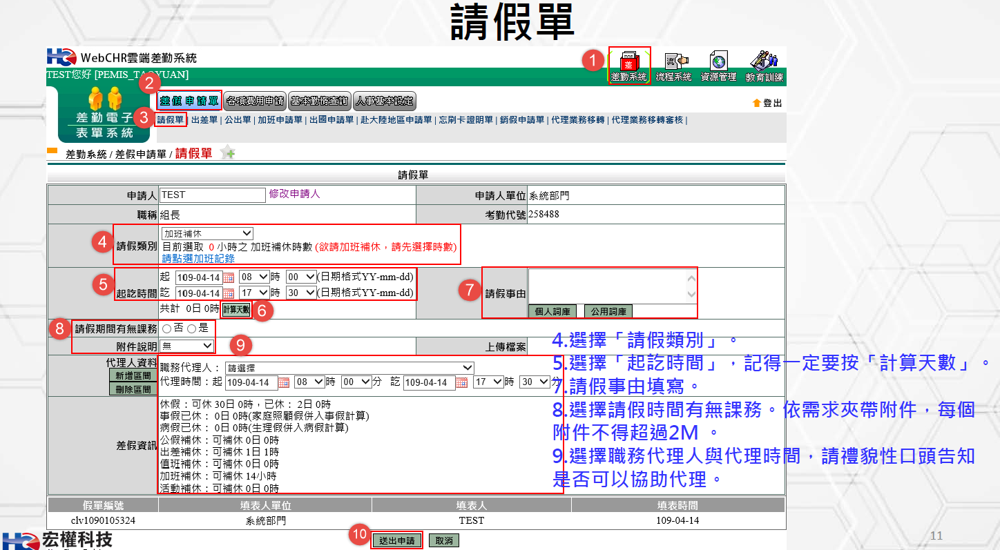 請假單
WebCHR雲端差勤系統
1
差勤系統 流程系統 資源管理 教育訓練
TEST您好 [PEMIS_TAOYUAN]
2
差假申請單 各項費用申請 基本勤惰查詢 人事基本設定
登出
差勤電子
表單系統
3
請假單 | 出差單 | 公出單 | 加班申請單 | 出國申請單 | 赴大陸地區申請單 | 忘刷卡證明單 | 銷假申請單 | 代理業務移轉 | 代理業務移轉審核 |
差勤系統 / 差假申請單 / 請假單
請假單
申請人 TEST 修改申請人 申請人單位 系統部門
職稱 組長 考勤代號 258488
4
請假類別 加班補休
目前選取 0 小時之 加班補休時數 (欲請加班補休，請先選擇時數)
請點選加班記錄
5
起訖時間
起 109-04-14 08 時 00 (日期格式YY-mm-dd)
訖 109-04-14 17 時 30 (日期格式YY-mm-dd)
共計 0日 0時 計算天數 6
7
請假事由
個人詞庫 公用詞庫
8
請假期間有無課務 否 是
附件說明 無 9 上傳檔案
代理人資料
新增區間
刪除區間
職務代理人： 請選擇
代理時間：起 109-04-14 08 時 00 分 訖 109-04-14 17 時 30 分
差假資訊
休假：可休 30日 0時，已休： 2日 0時
事假已休： 0日 0時(家庭照顧假併入事假計算)
病假已休： 0日 0時(生理假併入病假計算)
公假補休：可補休 0日 0時
出差補休：可補休 1日 1時
值班補休：可補休 0日 0時
加班補休：可補休 14小時
活動補休：可補休 0日 0時
4.選擇「請假類別」。
5.選擇「起訖時間」，記得一定要按「計算天數」。
7.請假事由填寫。
8.選擇請假時間有無課務。依需求夾帶附件，每個
附件不得超過2M 。
9.選擇職務代理人與代理時間，請禮貌性口頭告知
是否可以協助代理。
假單編號 填表人單位 填表人 填表時間
clv1090105324 系統部門 TEST 109-04-14
10
送出申請 取消
宏權科技
11